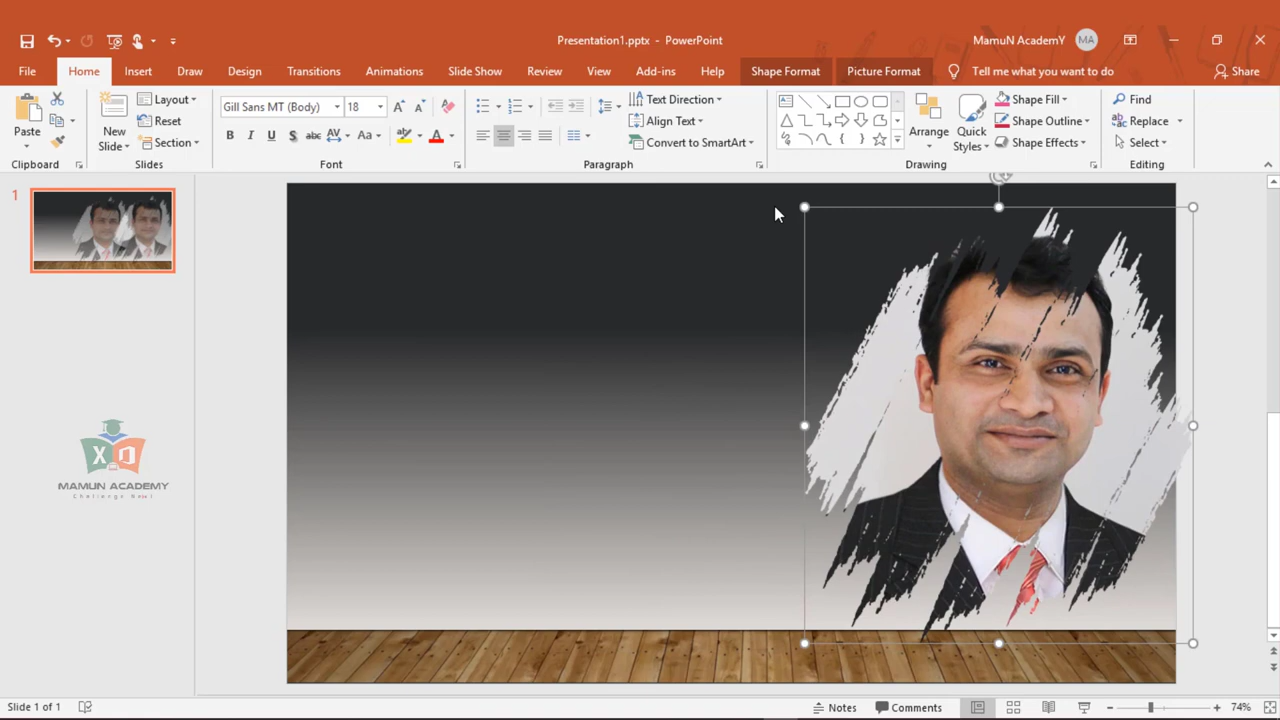 Presentation1.pptx - PowerPoint
MamuN AcademY MA
File Home Insert Draw Design Transitions Animations Slide Show Review View Add-ins Help Shape Format Picture Format Tell me what you want to do Share
Paste
Clipboard
New Slide
Layout
Reset
Section
Slides
Gill Sans MT (Body) 18
B I U S abc AV Aa A
Font
Text Direction
Align Text
Convert to SmartArt
Paragraph
Arrange
Quick Styles
Shape Fill
Shape Outline
Shape Effects
Drawing
Find
Replace
Select
Editing
1
MAMUN ACADEMY
Slide 1 of 1
Notes
Comments
74%